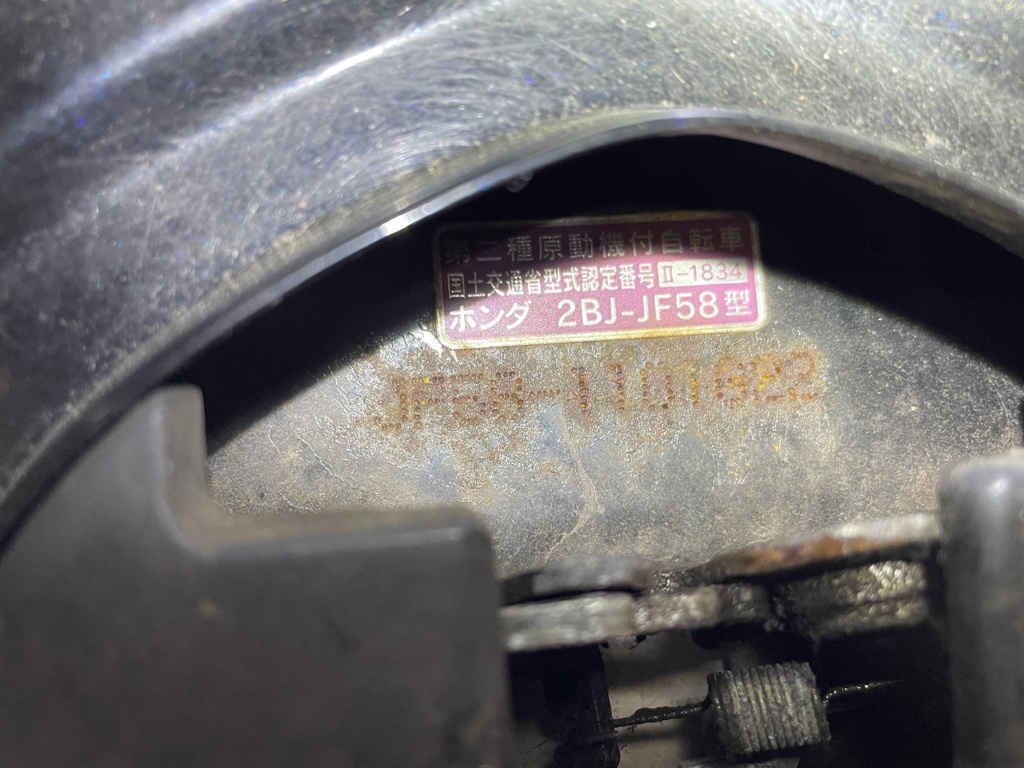 第二種原動機付自転車
国土交通省型式認定番号 II-1834
ホンダ 2BJ-JF58型
JF58-1101622